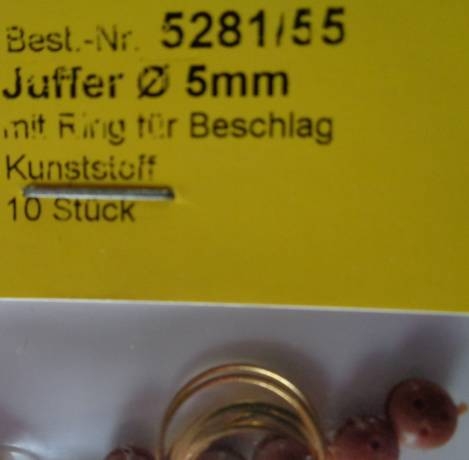 Best.-Nr. 5281/55
Juffer Ø 5mm
mit Ring für Beschlag
Kunststoff
10 Stück